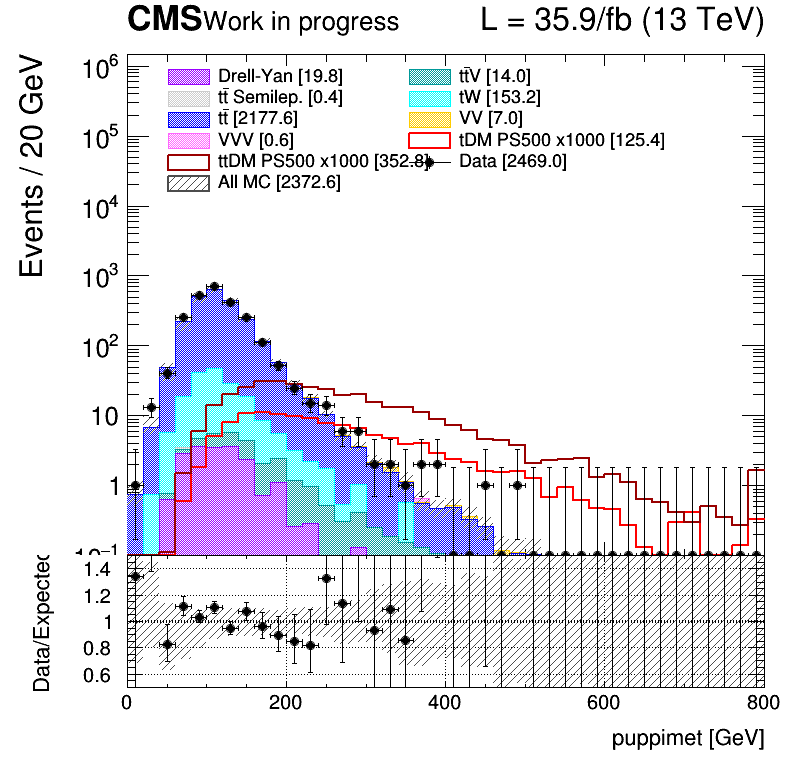 CMS Work in progress L = 35.9/fb (13 TeV)
Events / 20 GeV
10⁶
10⁵
10⁴
10³
10²
10
1
10⁻¹
Drell-Yan [19.8]
tt̄ Semilep. [0.4]
tt̄ [2177.6]
VVV [0.6]
ttDM PS500 x1000 [352.8]
All MC [2372.6]
tt̄V [14.0]
tW [153.2]
VV [7.0]
tDM PS500 x1000 [125.4]
Data [2469.0]
Data/Expected
1.4
1.2
1
0.8
0.6
0 200 400 600 800
puppimet [GeV]